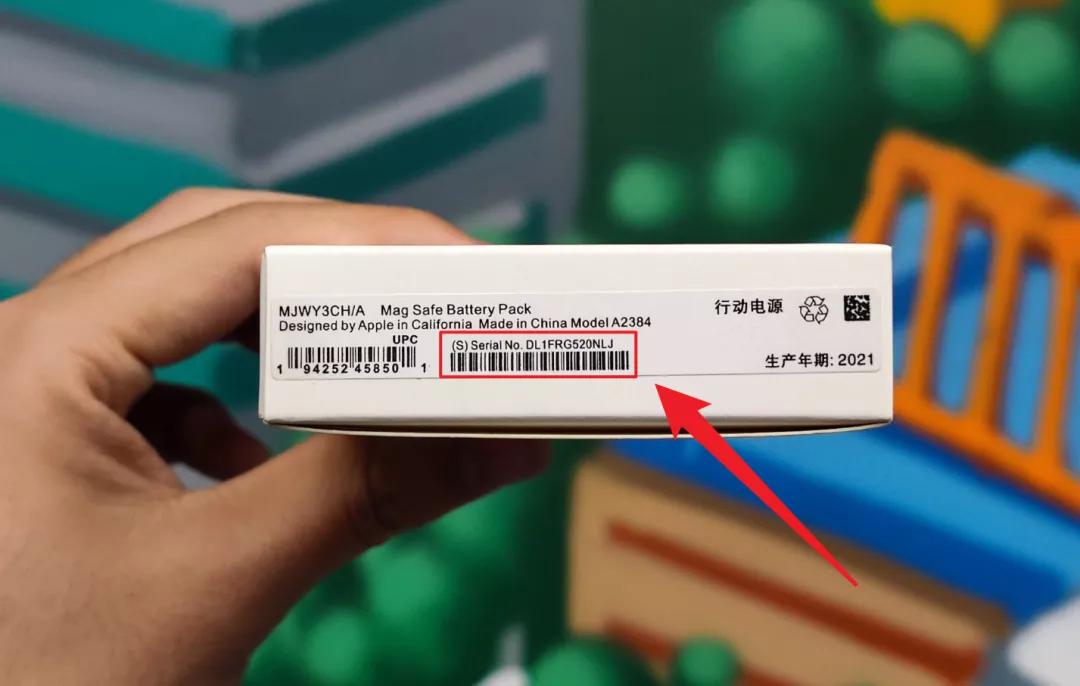 MJWY3CH/A Mag Safe Battery Pack
Designed by Apple in California Made in China Model A2384
UPC
1 94252 45850 1
(S) Serial No. DL1FRG520NLJ
行动电源
生产年期: 2021